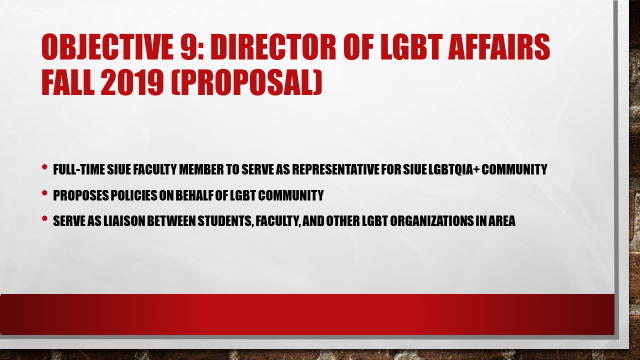 OBJECTIVE 9: DIRECTOR OF LGBT AFFAIRS
FALL 2019 (PROPOSAL)
• FULL-TIME SIUE FACULTY MEMBER TO SERVE AS REPRESENTATIVE FOR SIUE LGBTQIA+ COMMUNITY
• PROPOSES POLICIES ON BEHALF OF LGBT COMMUNITY
• SERVE AS LIAISON BETWEEN STUDENTS, FACULTY, AND OTHER LGBT ORGANIZATIONS IN AREA